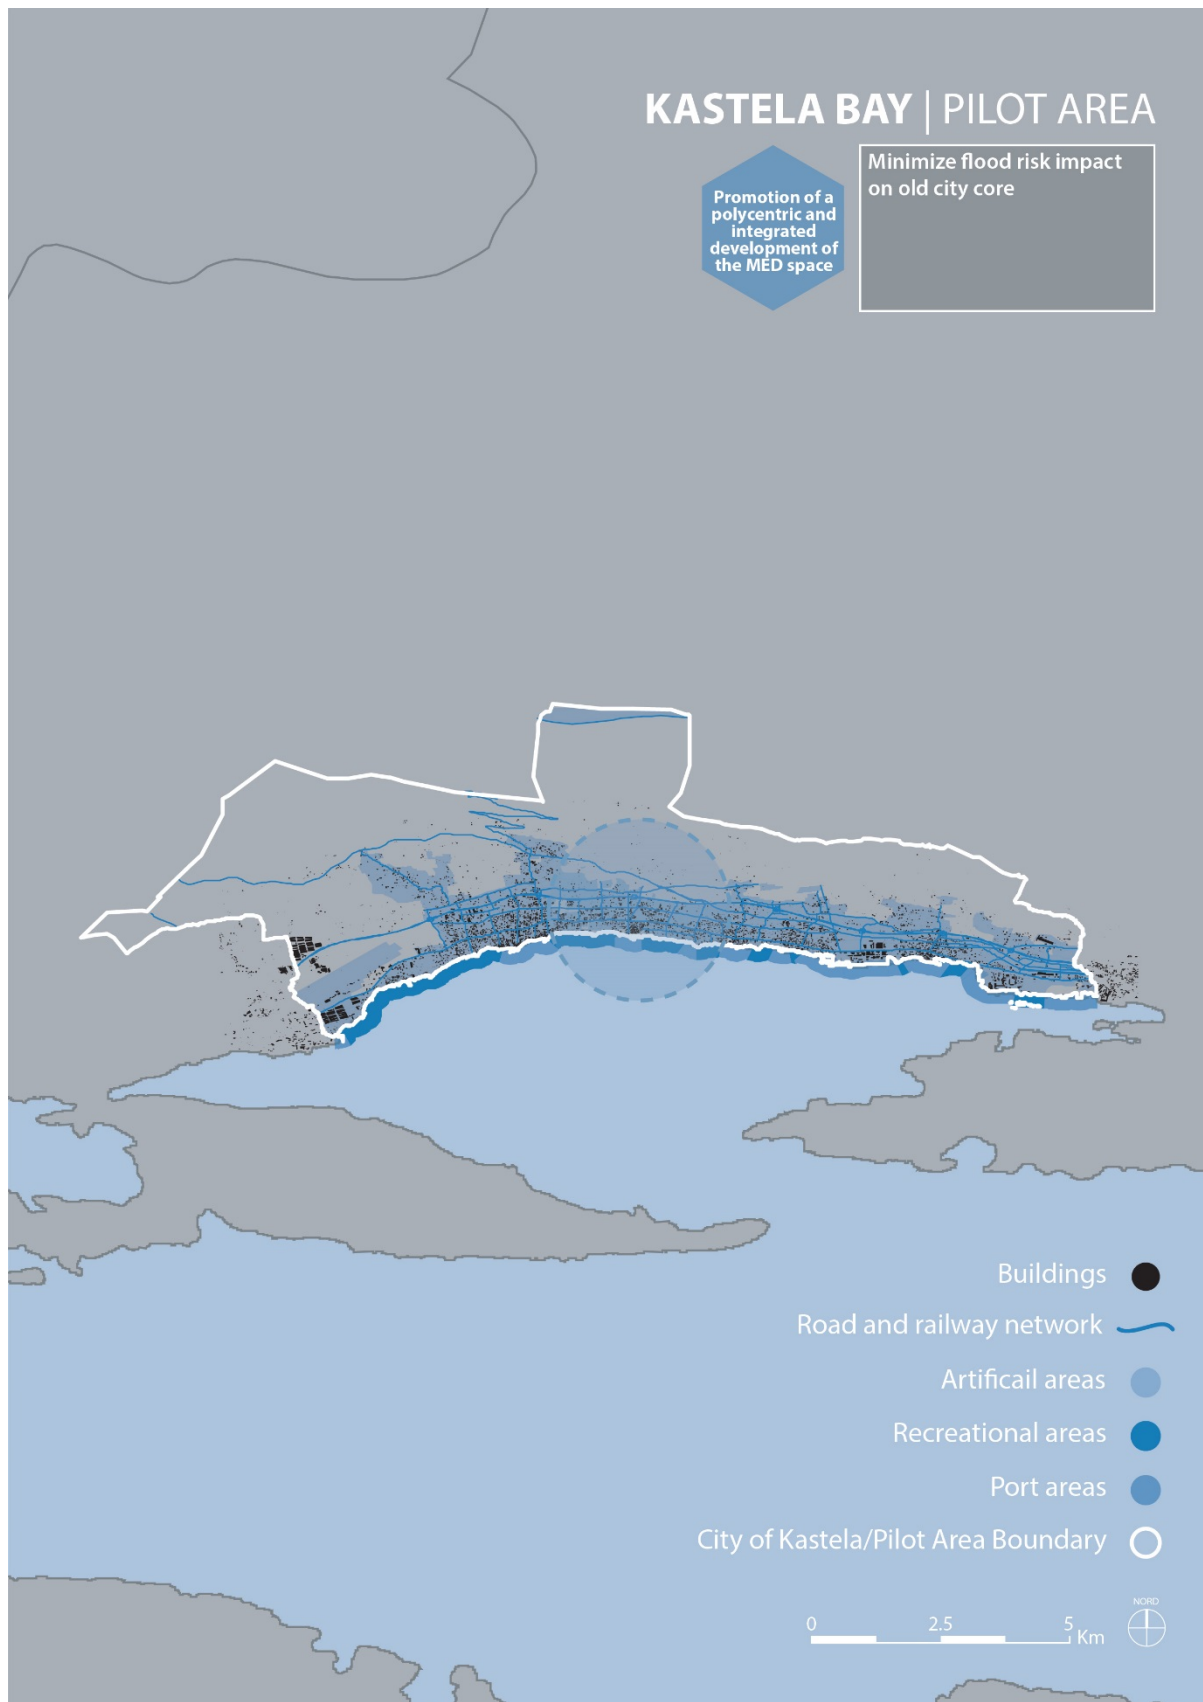 KASTELA BAY | PILOT AREA
Promotion of a
polycentric and
integrated
development of
the MED space
Minimize flood risk impact
on old city core
Buildings
Road and railway network
Artificail areas
Recreational areas
Port areas
City of Kastela/Pilot Area Boundary
0 2.5 5 Km
NORD